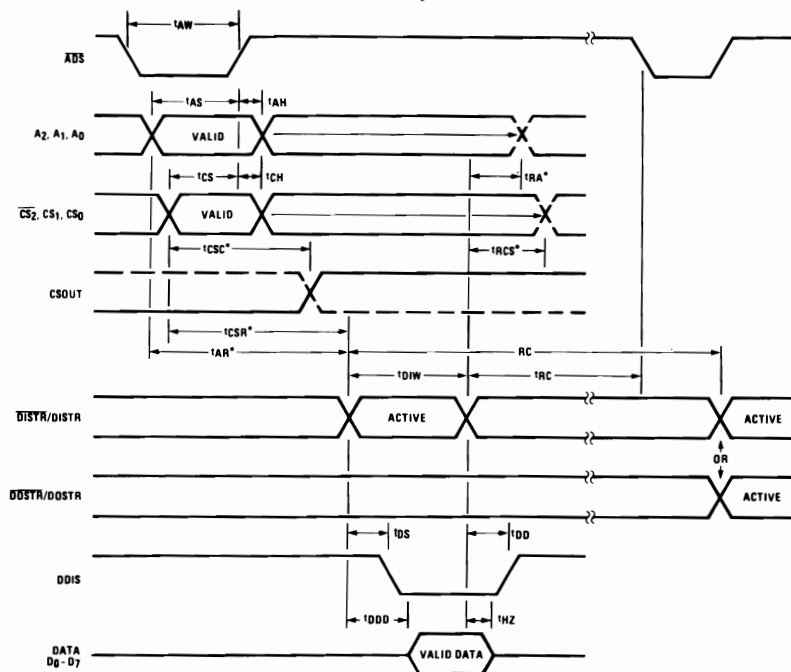 tAW
ADS
tAS tAH
A2, A1, A0 VALID
tCS tCH tRA*
CS2, CS1, CS0 VALID
tCSC* tRCS*
CSOUT
tCSR*
tAR* RC
tDIW tRC
DISTR/DISTR ACTIVE ACTIVE
OR
DOSTR/DOSTR ACTIVE
tDS tDD
DDIS
tDDD tHZ
DATA
D0 - D7 VALID DATA